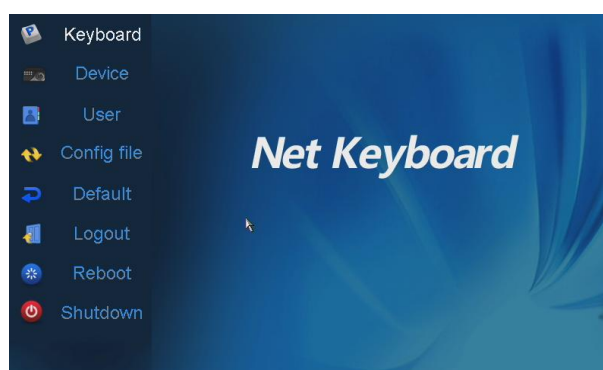 Keyboard
Device
User
Config file
Default
Logout
Reboot
Shutdown
Net Keyboard